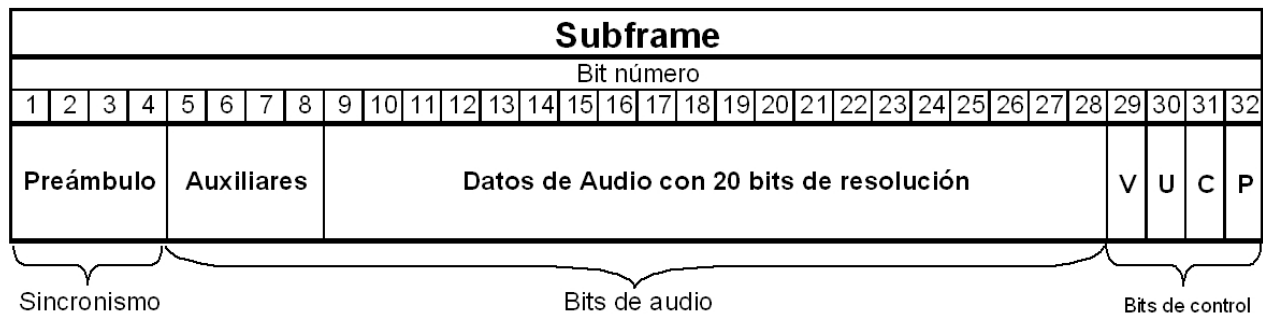 Subframe
Bit número
1 2 3 4 5 6 7 8 9 10 11 12 13 14 15 16 17 18 19 20 21 22 23 24 25 26 27 28 29 30 31 32
Preámbulo Auxiliares Datos de Audio con 20 bits de resolución V U C P
Sincronismo Bits de audio Bits de control